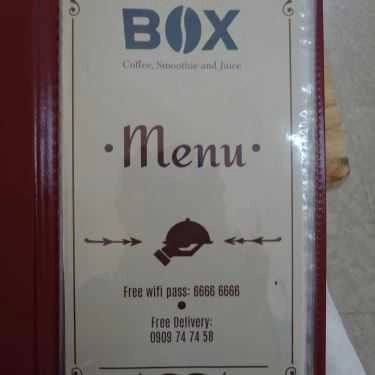 BOX
Coffee, Smoothie and Juice
• Menu •
Free wifi pass: 6666 6666
•
Free Delivery:
0909 74 74 58